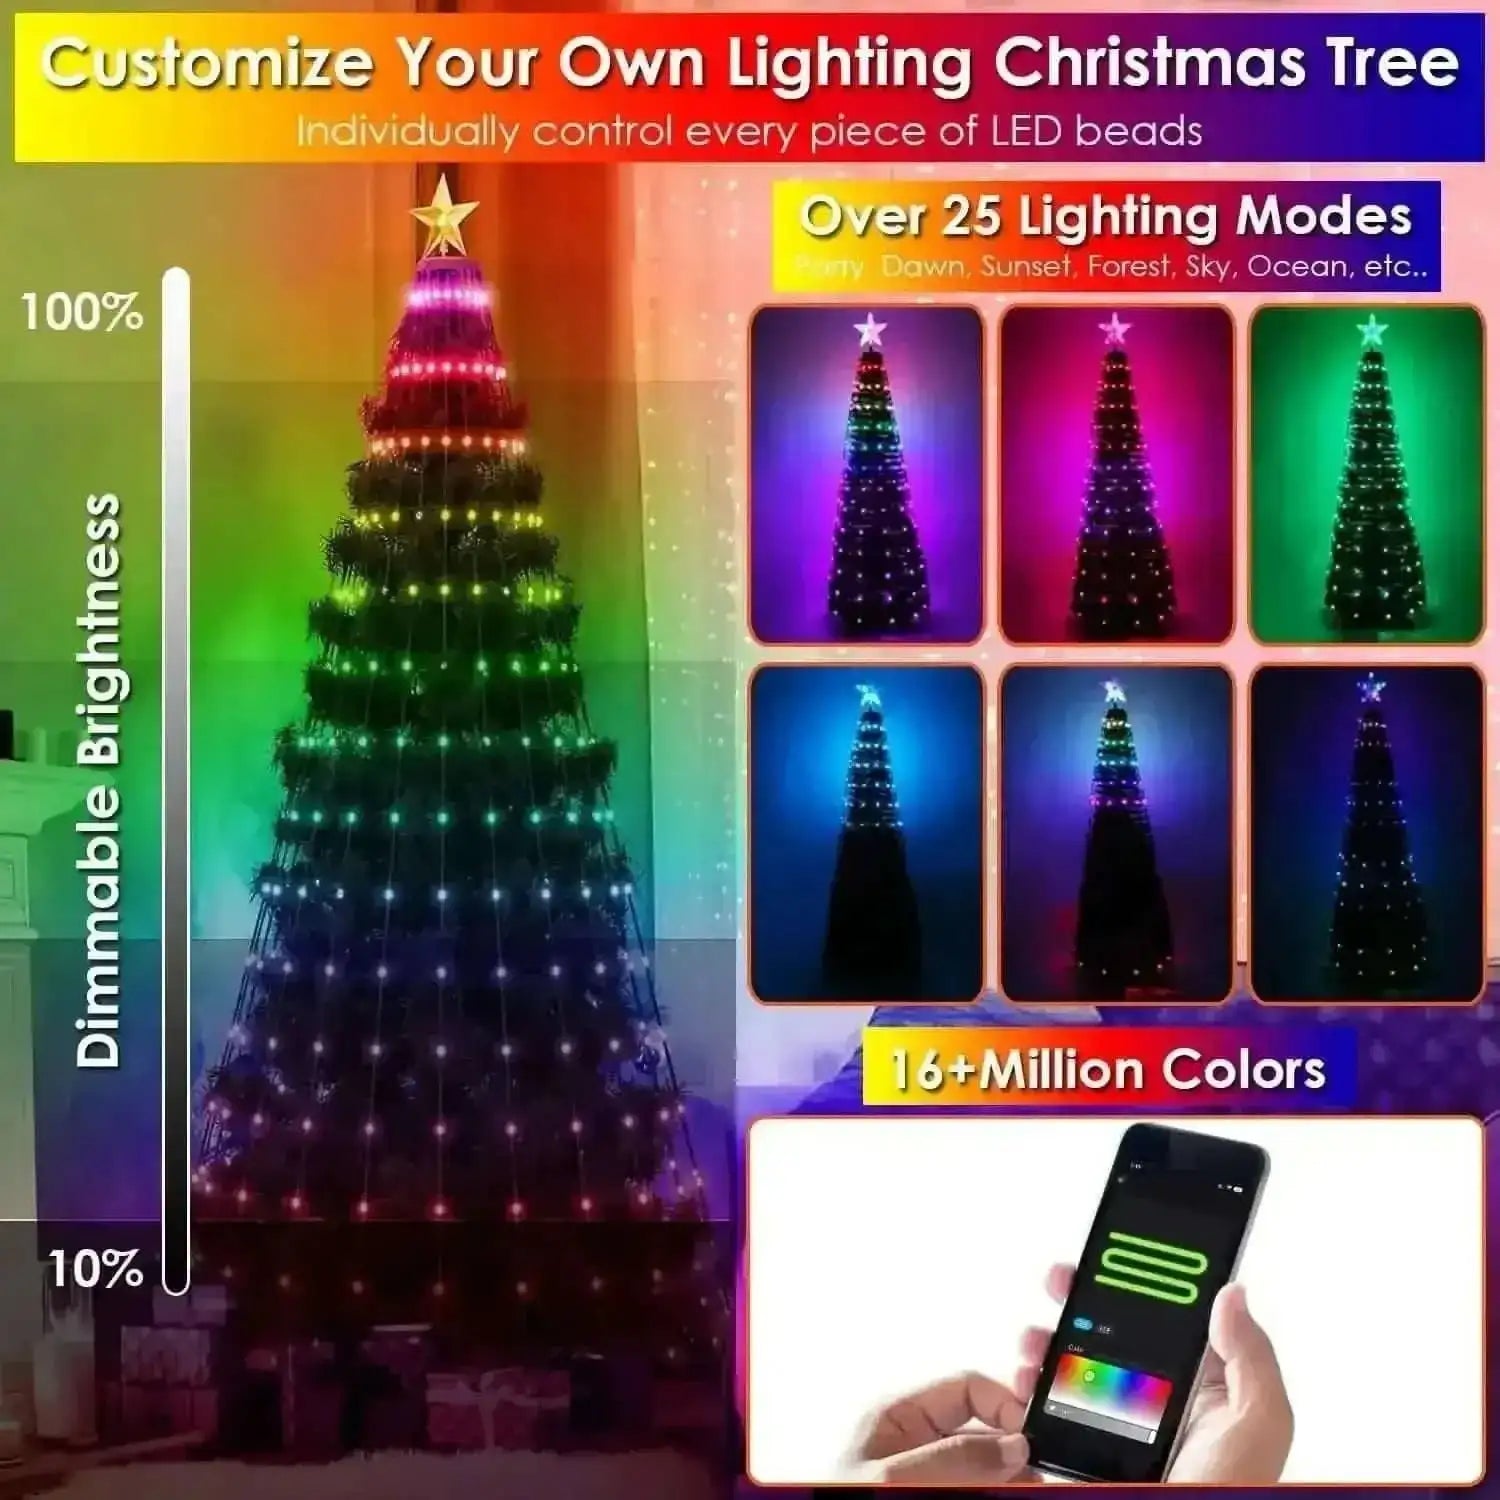 Customize Your Own Lighting Christmas Tree
Individually control every piece of LED beads
Over 25 Lighting Modes
Party Dawn, Sunset, Forest, Sky, Ocean, etc..
100%
Dimmable Brightness
10%
16+Million Colors